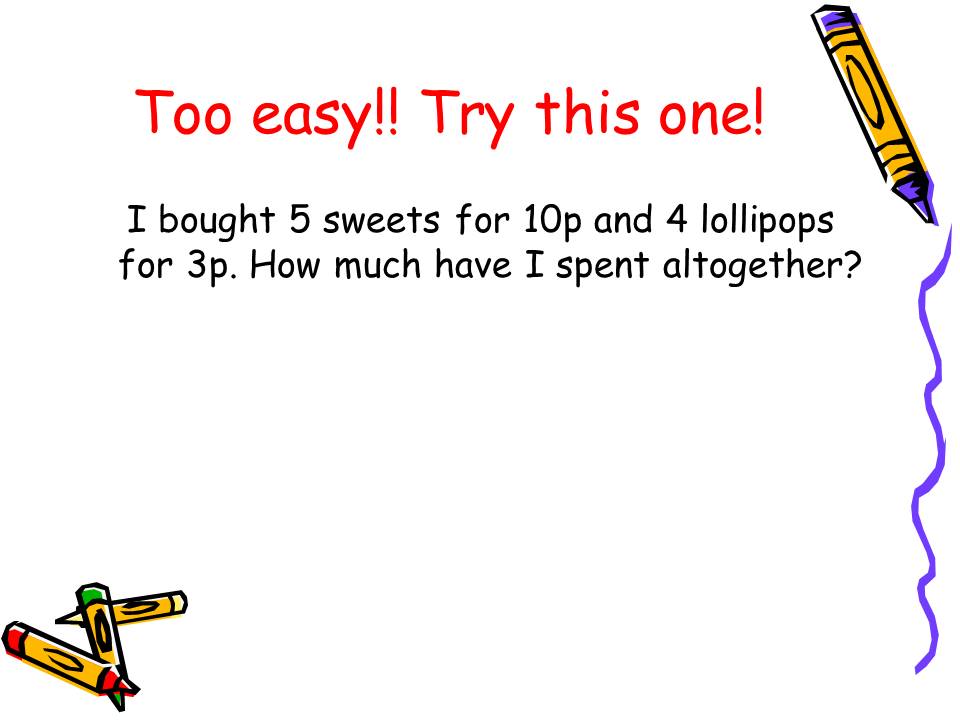 Too easy!! Try this one!
I bought 5 sweets for 10p and 4 lollipops
for 3p. How much have I spent altogether?